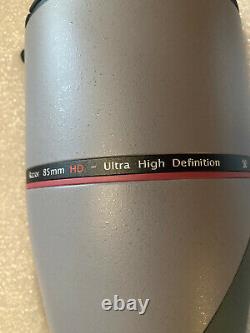 Razor 85mm HD - Ultra High Definition